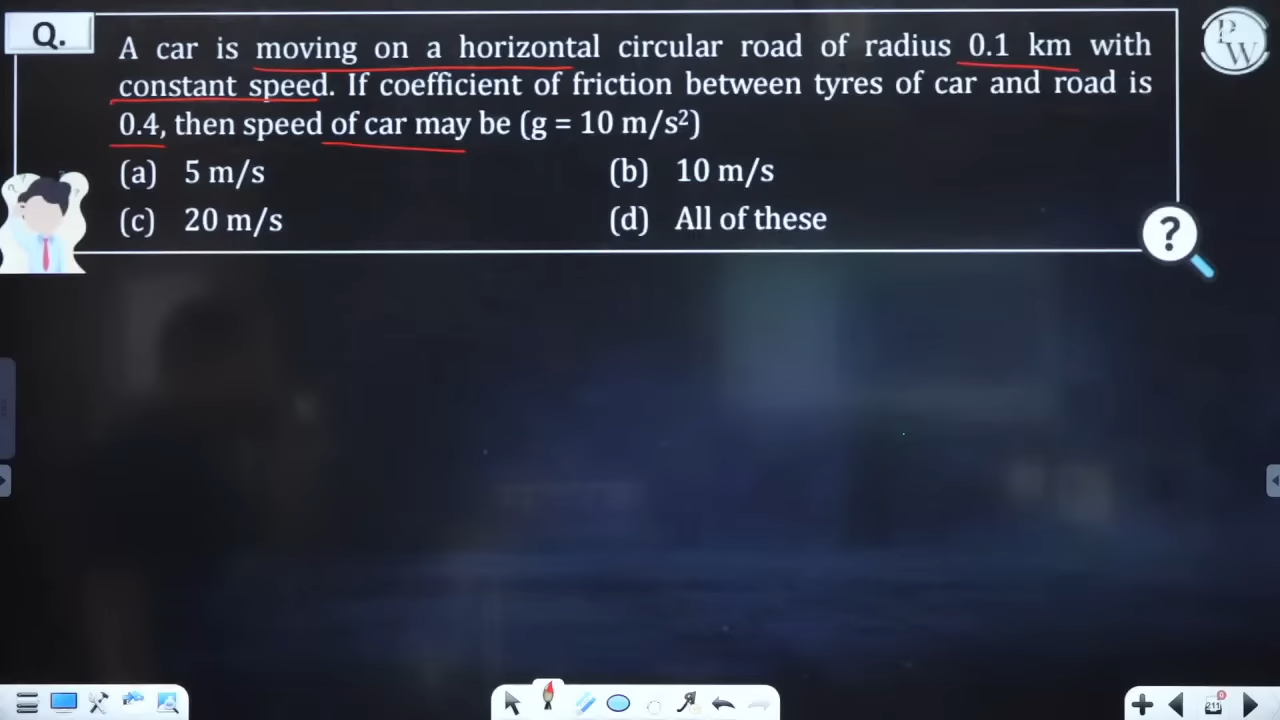 Q.
A car is moving on a horizontal circular road of radius 0.1 km with
constant speed. If coefficient of friction between tyres of car and road is
0.4, then speed of car may be (g = 10 m/s²)
(a) 5 m/s
(b) 10 m/s
(c) 20 m/s
(d) All of these
?
PW
211